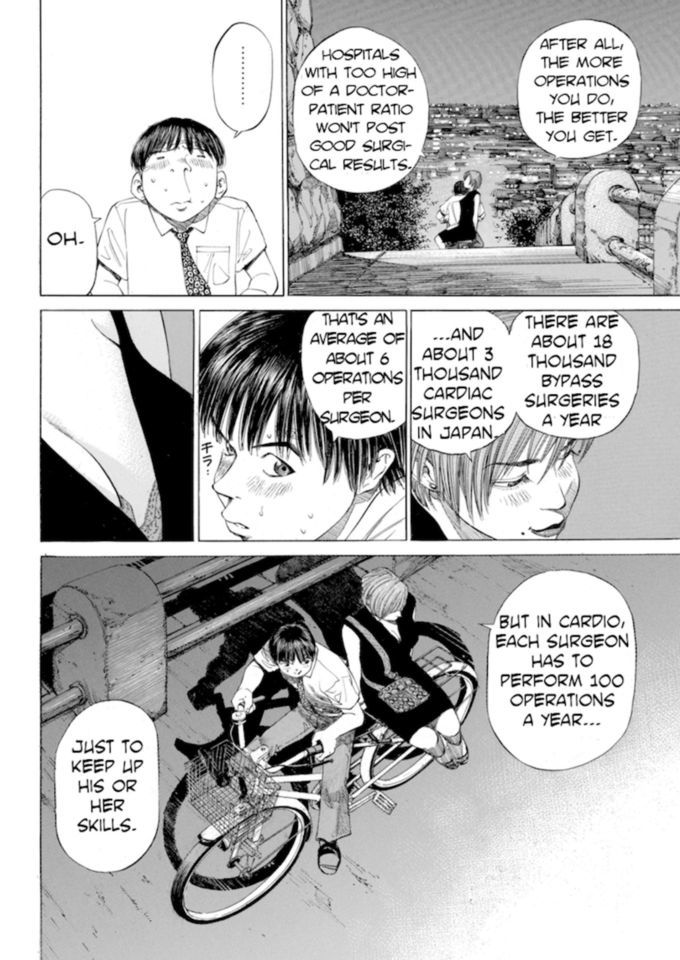 AFTER ALL,
THE MORE
OPERATIONS
YOU DO,
THE BETTER
YOU GET.
HOSPITALS
WITH TOO HIGH
OF A DOCTOR-
PATIENT RATIO
WON'T POST
GOOD SURGI-
CAL RESULTS.
.........
OH.
THERE ARE
ABOUT 18
THOUSAND
BYPASS
SURGERIES
A YEAR
...AND
ABOUT 3
THOUSAND
CARDIAC
SURGEONS
IN JAPAN.
THAT'S AN
AVERAGE OF
ABOUT 6
OPERATIONS
PER
SURGEON.
チラ…
BUT IN CARDIO,
EACH SURGEON
HAS TO
PERFORM 100
OPERATIONS
A YEAR...
JUST TO
KEEP UP
HIS OR
HER
SKILLS.